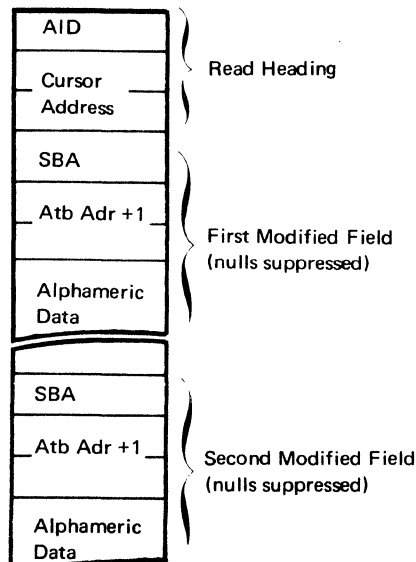 AID
Cursor
Address
Read Heading
SBA
Atb Adr +1
Alphameric
Data
First Modified Field
(nulls suppressed)
SBA
Atb Adr +1
Alphameric
Data
Second Modified Field
(nulls suppressed)